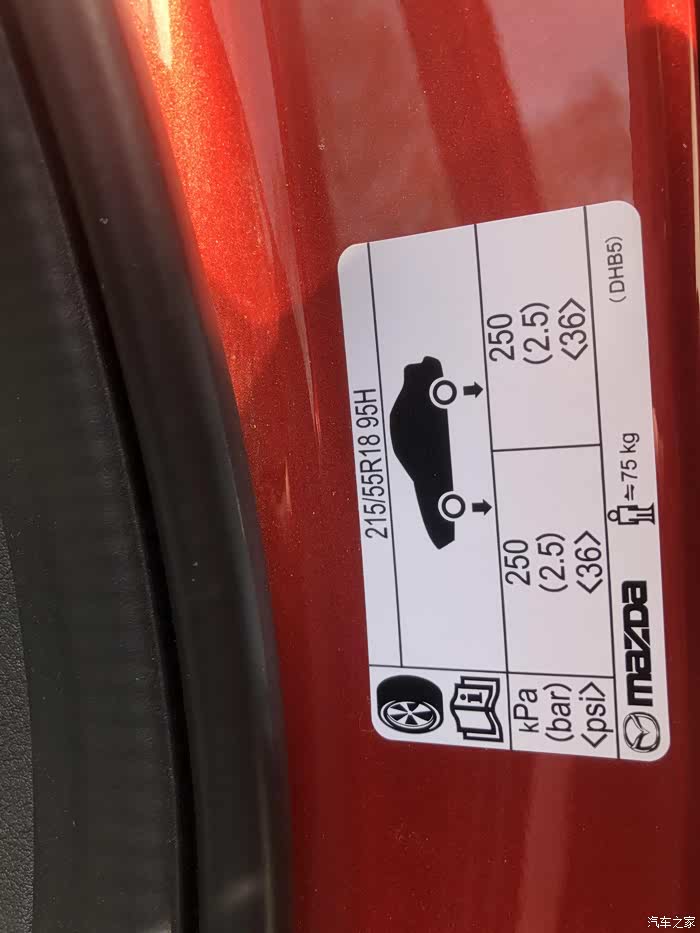 215/55R18 95H
kPa 250 250
(bar) (2.5) (2.5)
<psi> <36> <36>
mazda ≒75 kg (DHB5)
汽车之家